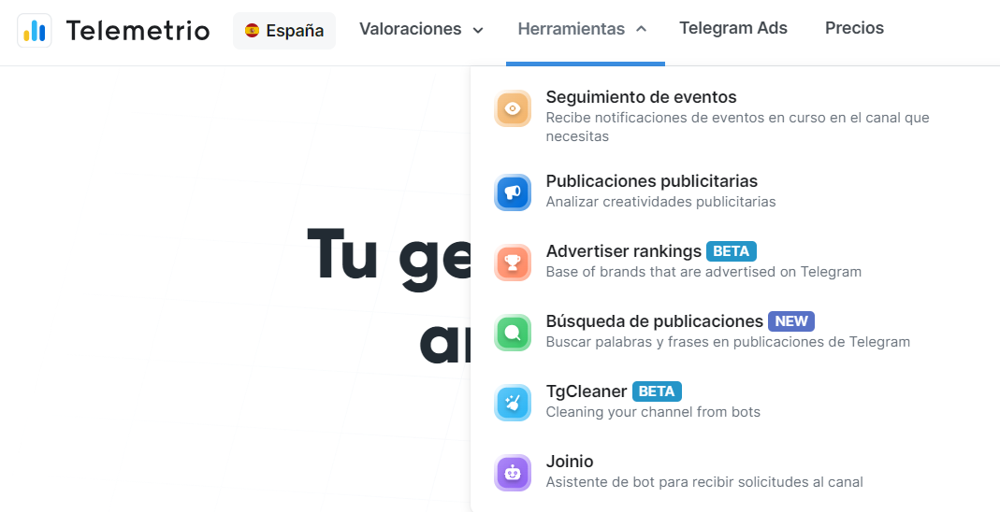 Telemetrio
España
Valoraciones
Herramientas
Telegram Ads
Precios
Seguimiento de eventos
Recibe notificaciones de eventos en curso en el canal que
necesitas
Publicaciones publicitarias
Analizar creatividades publicitarias
Advertiser rankings BETA
Base of brands that are advertised on Telegram
Búsqueda de publicaciones NEW
Buscar palabras y frases en publicaciones de Telegram
TgCleaner BETA
Cleaning your channel from bots
Joinio
Asistente de bot para recibir solicitudes al canal
Tu ge